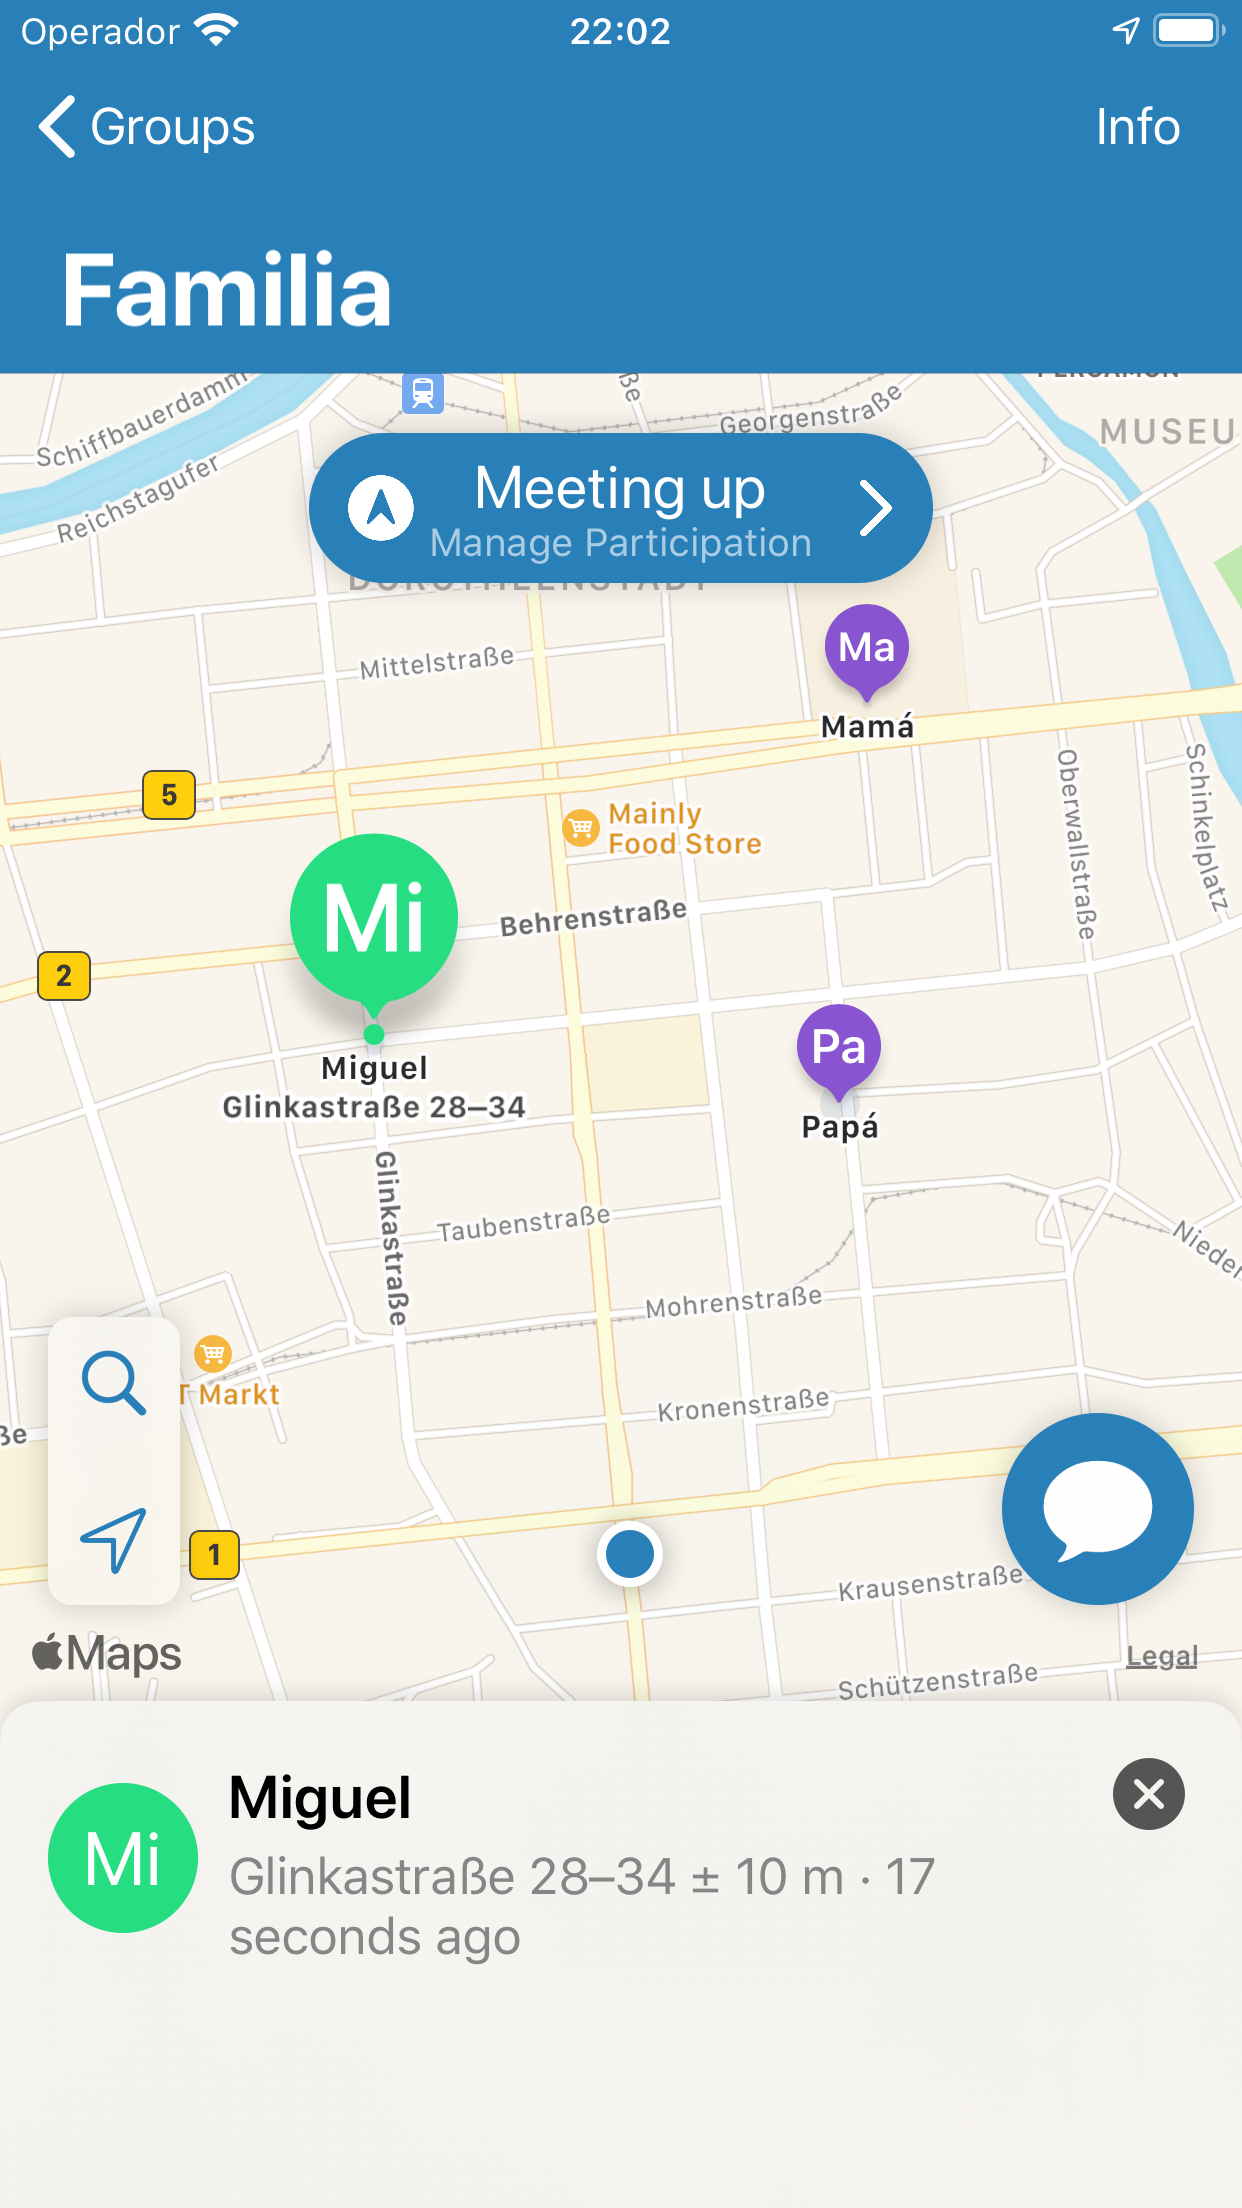 Operador
22:02
Groups
Info
Familia
Schiffbauerdamm
Reichstagufer
ße
Georgenstraße
MUSEU
Meeting up
Manage Participation
Mittelstraße
Ma
Mamá
5
Mainly
Food Store
Oberwallstraße
Schinkelplatz
Mi
Behrenstraße
2
Miguel
Glinkastraße 28–34
Pa
Papá
Glinkastraße
Taubenstraße
Nieder
Mohrenstraße
T Markt
Kronenstraße
ße
1
Krausenstraße
Maps
Legal
Schützenstraße
Mi
Miguel
Glinkastraße 28–34 ± 10 m · 17
seconds ago